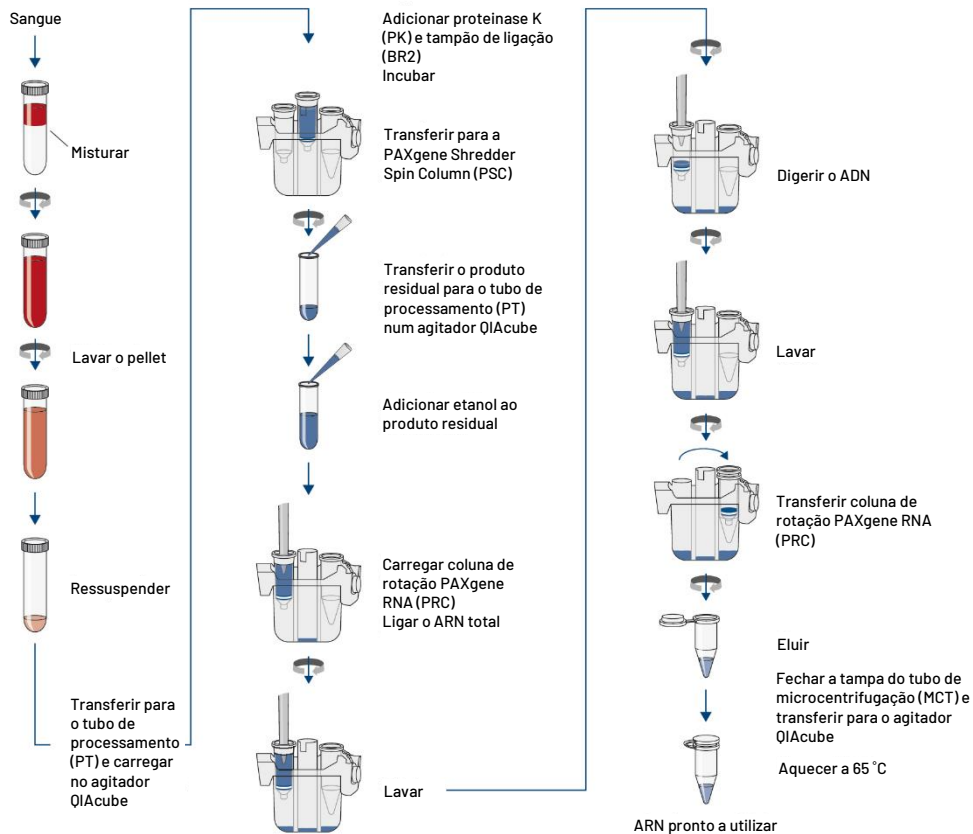 Sangue
Misturar
Lavar o pellet
Ressuspender
Transferir para
o tubo de
processamento
(PT) e carregar
no agitador
QIAcube
Adicionar proteinase K
(PK) e tampão de ligação
(BR2)
Incubar
Transferir para a
PAXgene Shredder
Spin Column (PSC)
Transferir o produto
residual para o tubo de
processamento (PT)
num agitador QIAcube
Adicionar etanol ao
produto residual
Carregar coluna de
rotação PAXgene
RNA (PRC)
Ligar o ARN total
Lavar
Digerir o ADN
Lavar
Transferir coluna de
rotação PAXgene RNA
(PRC)
Eluir
Fechar a tampa do tubo de
microcentrifugação (MCT) e
transferir para o agitador
QIAcube
Aquecer a 65 °C
ARN pronto a utilizar